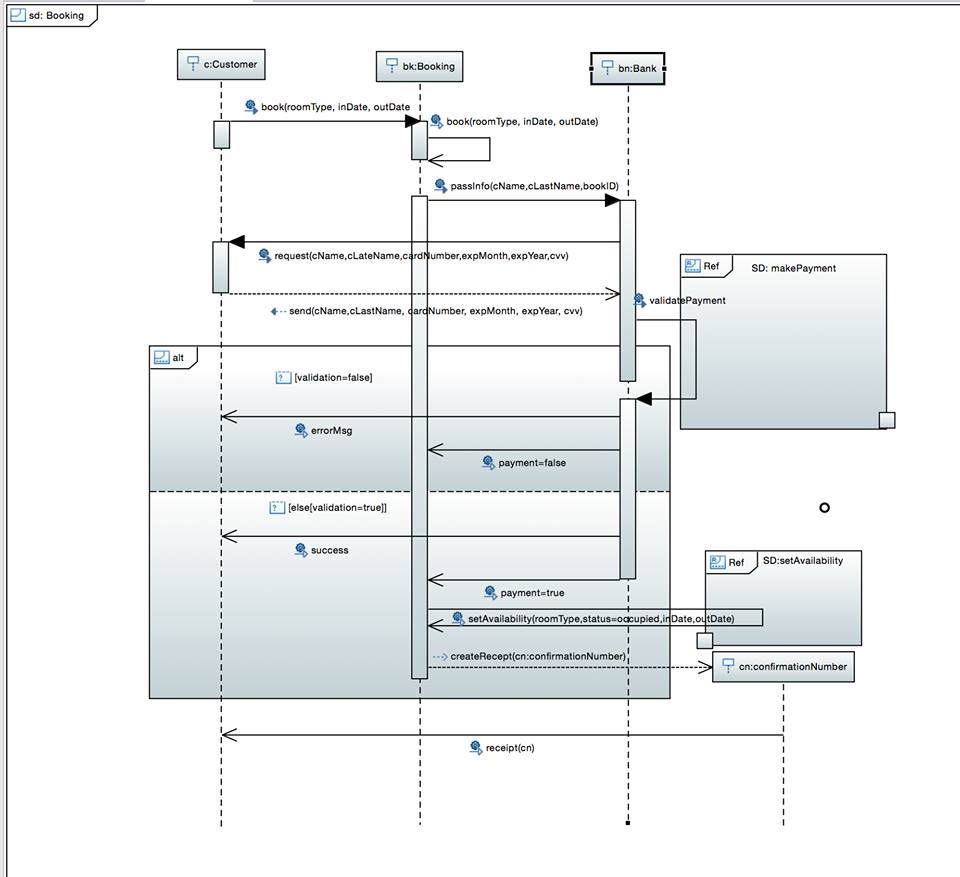 sd: Booking
c:Customer
bk:Booking
bn:Bank
book(roomType, inDate, outDate
book(roomType, inDate, outDate)
passInfo(cName,cLastName,bookID)
request(cName,cLateName,cardNumber,expMonth,expYear,cvv)
Ref
SD: makePayment
validatePayment
send(cName,cLastName, cardNumber, expMonth, expYear, cvv)
alt
[validation=false]
errorMsg
payment=false
[else[validation=true]]
success
Ref
SD:setAvailability
payment=true
setAvailability(roomType,status=occupied,inDate,outDate)
createRecept(cn:confirmationNumber)
cn:confirmationNumber
receipt(cn)